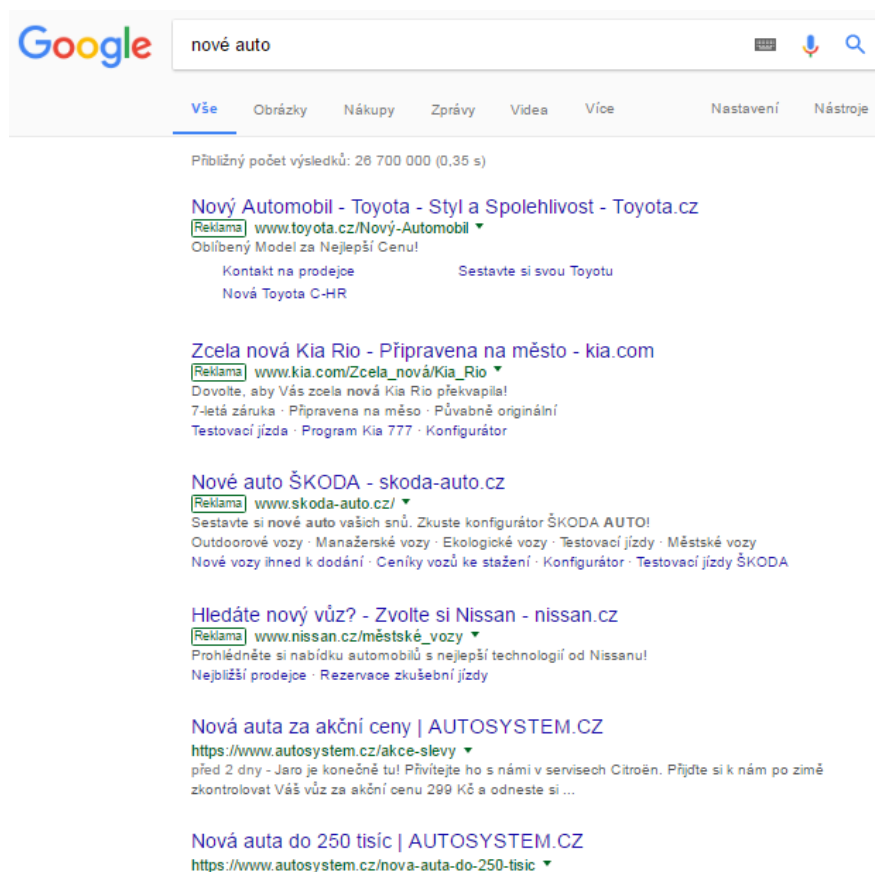 Google
nové auto
Vše Obrázky Nákupy Zprávy Videa Více Nastavení Nástroje
Přibližný počet výsledků: 26 700 000 (0,35 s)
Nový Automobil - Toyota - Styl a Spolehlivost - Toyota.cz
Reklama www.toyota.cz/Nový-Automobil
Oblíbený Model za Nejlepší Cenu!
Kontakt na prodejce Sestavte si svou Toyotu
Nová Toyota C-HR
Zcela nová Kia Rio - Připravena na město - kia.com
Reklama www.kia.com/Zcela_nová/Kia_Rio
Dovolte, aby Vás zcela nová Kia Rio překvapila!
7-letá záruka · Připravena na měso · Půvabně originální
Testovací jízda · Program Kia 777 · Konfigurátor
Nové auto ŠKODA - skoda-auto.cz
Reklama www.skoda-auto.cz/
Sestavte si nové auto vašich snů. Zkuste konfigurátor ŠKODA AUTO!
Outdoorové vozy · Manažerské vozy · Ekologické vozy · Testovací jízdy · Městské vozy
Nové vozy ihned k dodání · Ceníky vozů ke stažení · Konfigurátor · Testovací jízdy ŠKODA
Hledáte nový vůz? - Zvolte si Nissan - nissan.cz
Reklama www.nissan.cz/městské_vozy
Prohlédněte si nabídku automobilů s nejlepší technologií od Nissanu!
Nejbližší prodejce · Rezervace zkušební jízdy
Nová auta za akční ceny | AUTOSYSTEM.CZ
https://www.autosystem.cz/akce-slevy
před 2 dny - Jaro je konečně tu! Přivítejte ho s námi v servisech Citroën. Přijďte si k nám po zimě
zkontrolovat Váš vůz za akční cenu 299 Kč a odneste si ...
Nová auta do 250 tisíc | AUTOSYSTEM.CZ
https://www.autosystem.cz/nova-auta-do-250-tisic